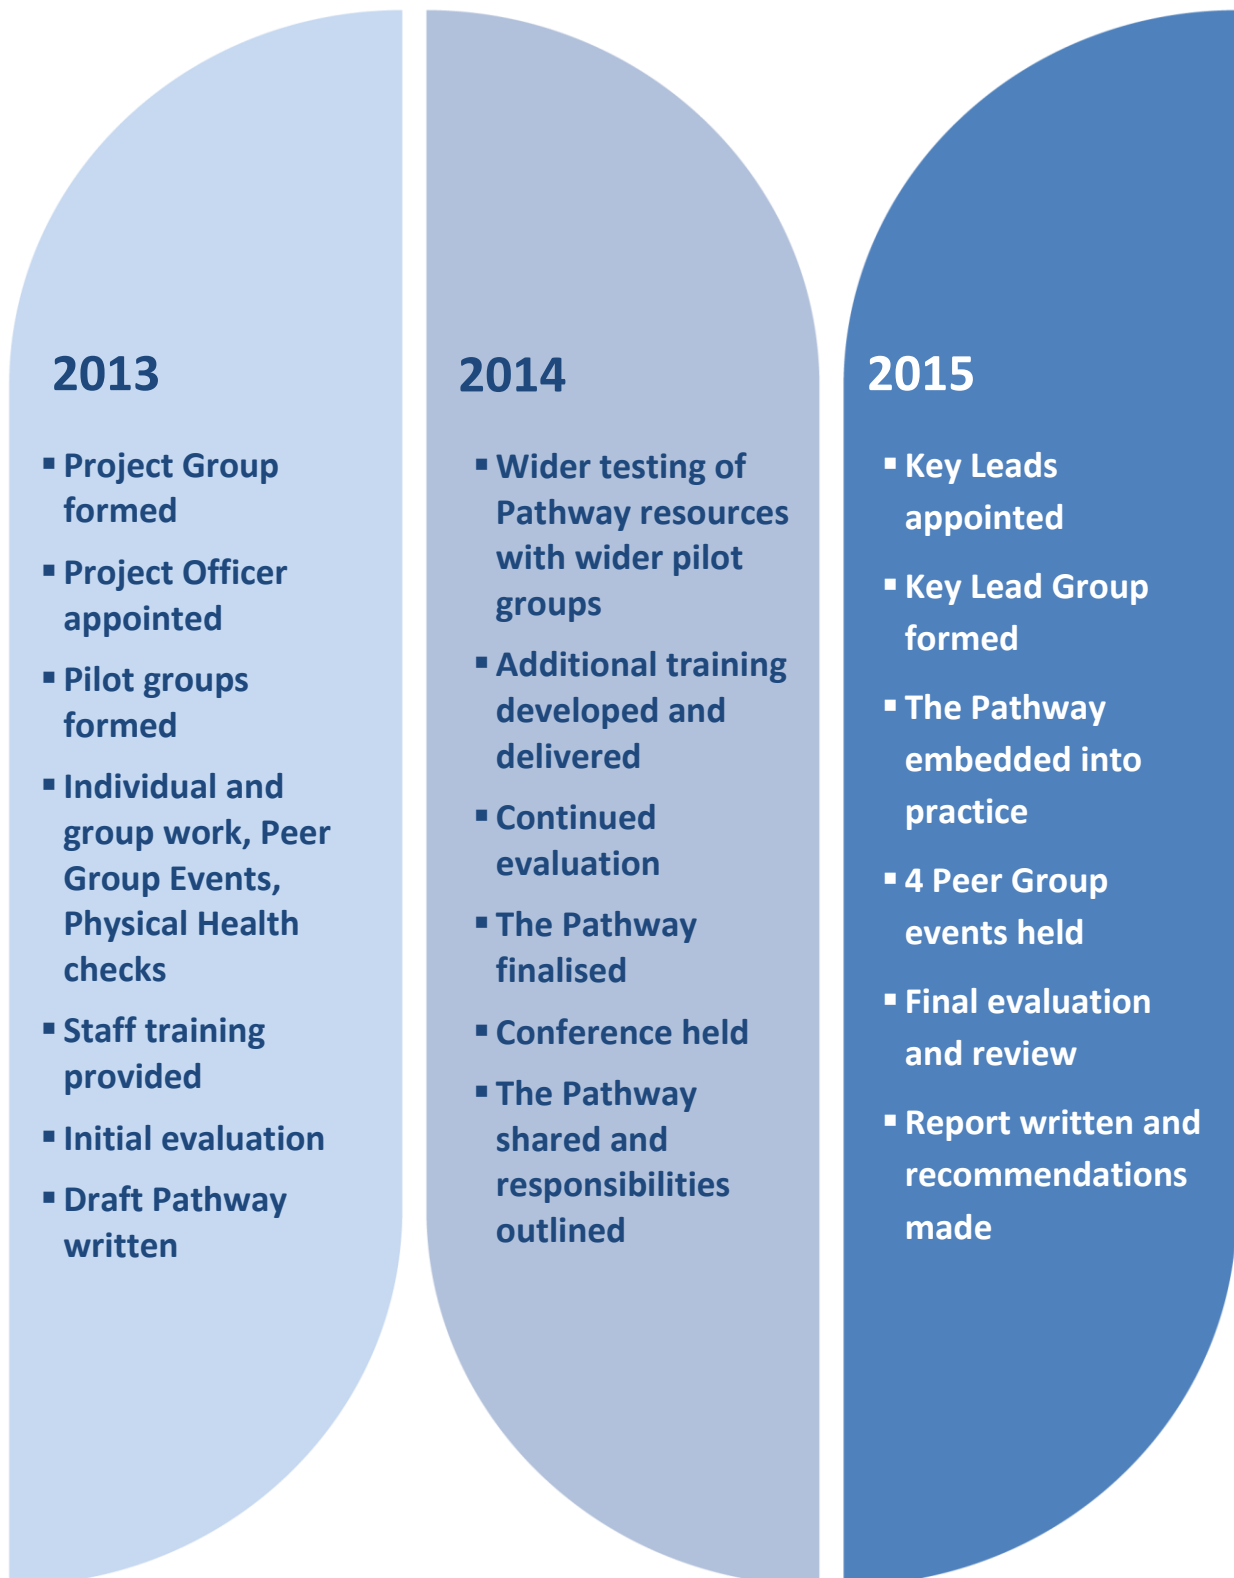 2013
▪ Project Group
formed
▪ Project Officer
appointed
▪ Pilot groups
formed
▪ Individual and
group work, Peer
Group Events,
Physical Health
checks
▪ Staff training
provided
▪ Initial evaluation
▪ Draft Pathway
written
2014
▪ Wider testing of
Pathway resources
with wider pilot
groups
▪ Additional training
developed and
delivered
▪ Continued
evaluation
▪ The Pathway
finalised
▪ Conference held
▪ The Pathway
shared and
responsibilities
outlined
2015
▪ Key Leads
appointed
▪ Key Lead Group
formed
▪ The Pathway
embedded into
practice
▪ 4 Peer Group
events held
▪ Final evaluation
and review
▪ Report written and
recommendations
made